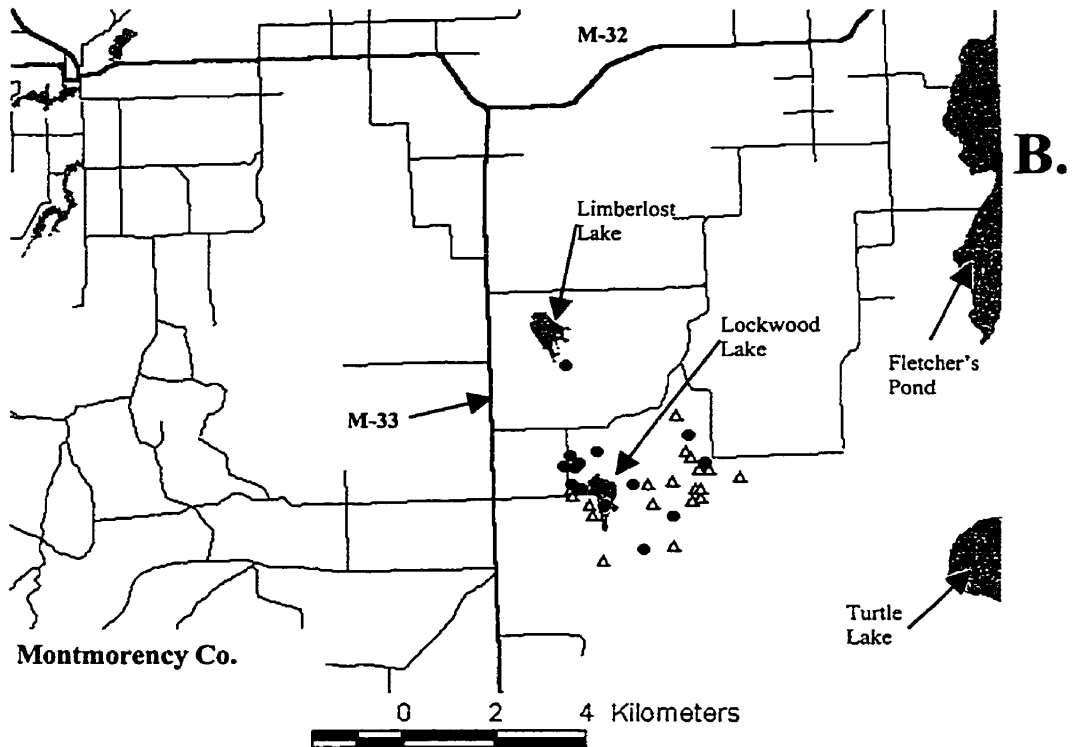 M-32
B.
Limberlost
Lake
Lockwood
Lake
Fletcher's
Pond
M-33
Turtle
Lake
Montmorency Co.
0 2 4 Kilometers